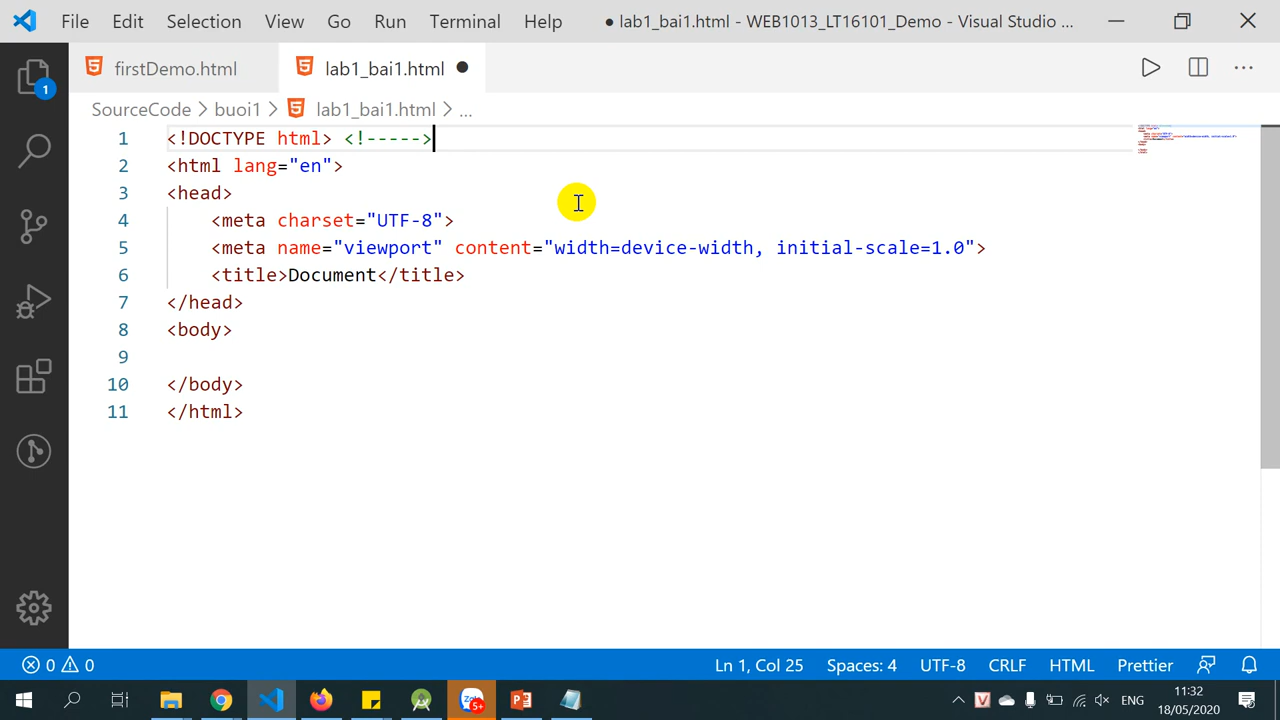 File Edit Selection View Go Run Terminal Help ● lab1_bai1.html - WEB1013_LT16101_Demo - Visual Studio ...
firstDemo.html lab1_bai1.html ●
SourceCode > buoi1 > lab1_bai1.html > ...
1 <!DOCTYPE html> <!----->
2 <html lang="en">
3 <head>
4 <meta charset="UTF-8">
5 <meta name="viewport" content="width=device-width, initial-scale=1.0">
6 <title>Document</title>
7 </head>
8 <body>
9
10 </body>
11 </html>
1
0 0 Ln 1, Col 25 Spaces: 4 UTF-8 CRLF HTML Prettier
Zalo 5+ V ENG 11:32
18/05/2020